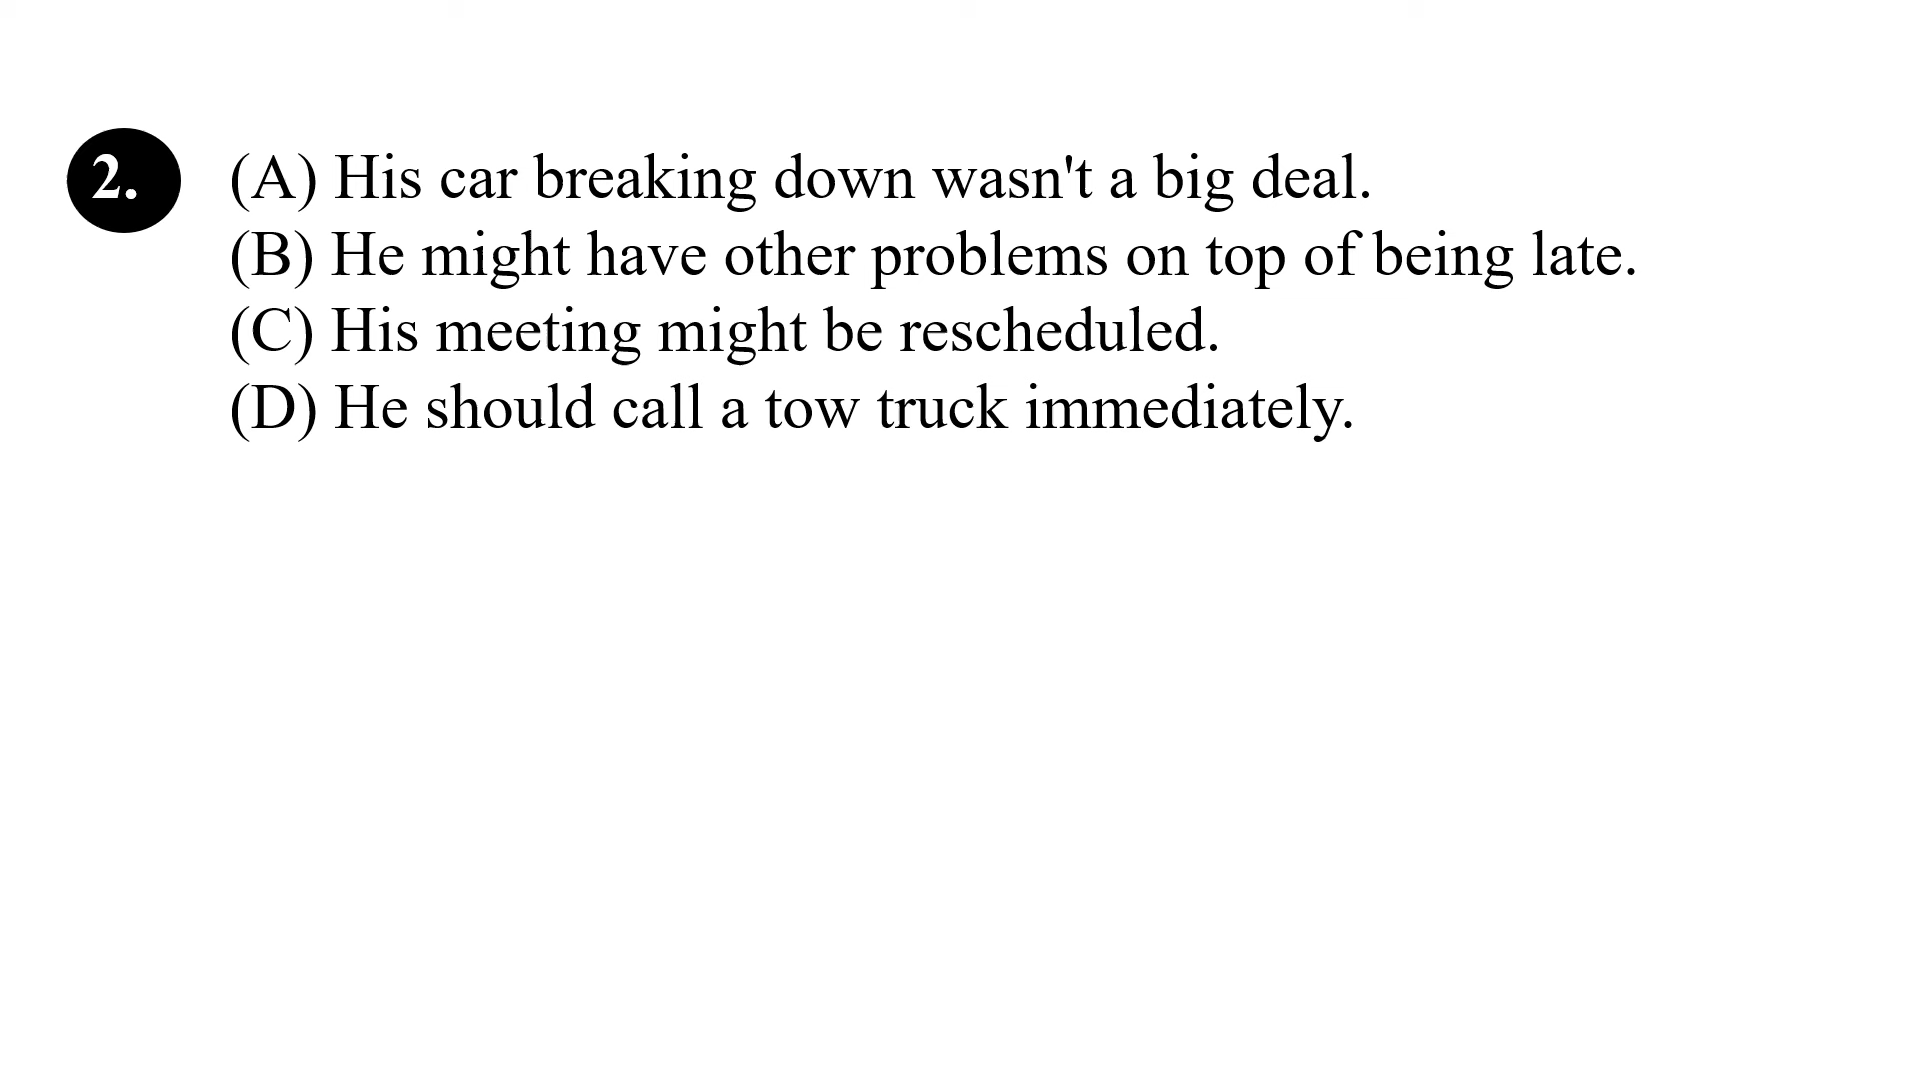 2. (A) His car breaking down wasn't a big deal.
(B) He might have other problems on top of being late.
(C) His meeting might be rescheduled.
(D) He should call a tow truck immediately.